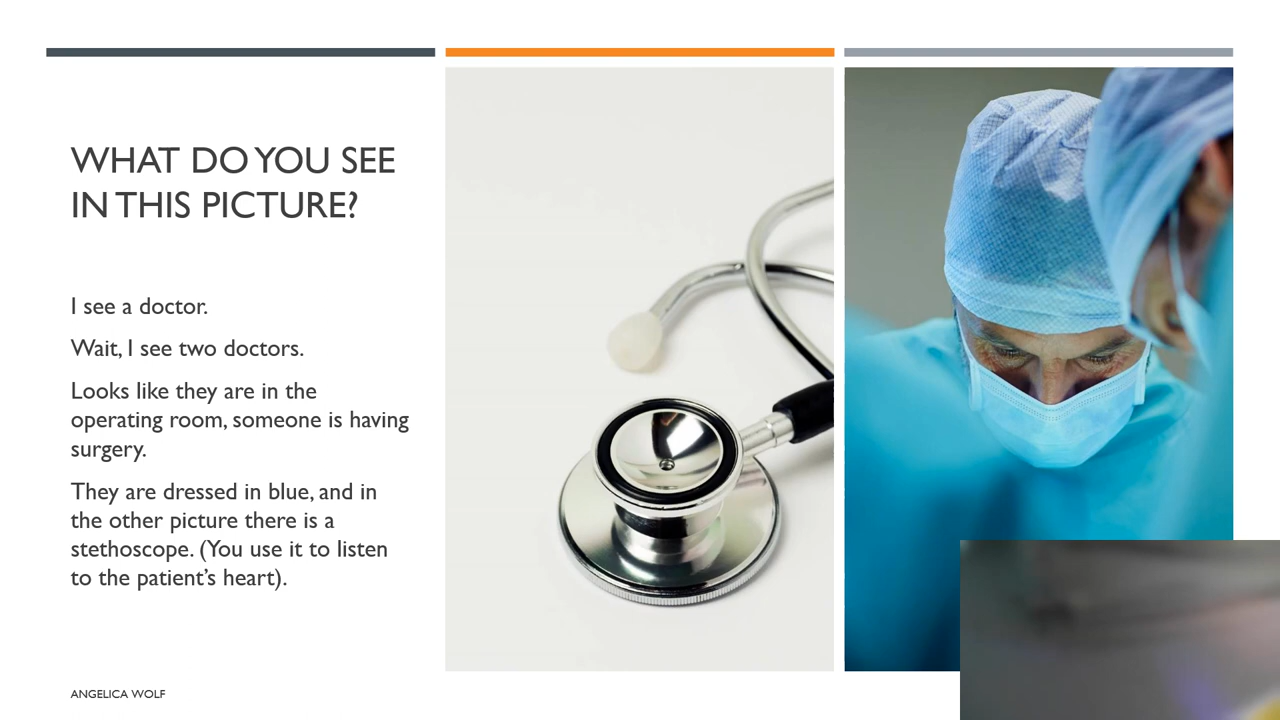 WHAT DO YOU SEE
IN THIS PICTURE?
I see a doctor.
Wait, I see two doctors.
Looks like they are in the
operating room, someone is having
surgery.
They are dressed in blue, and in
the other picture there is a
stethoscope. (You use it to listen
to the patient's heart).
ANGELICA WOLF